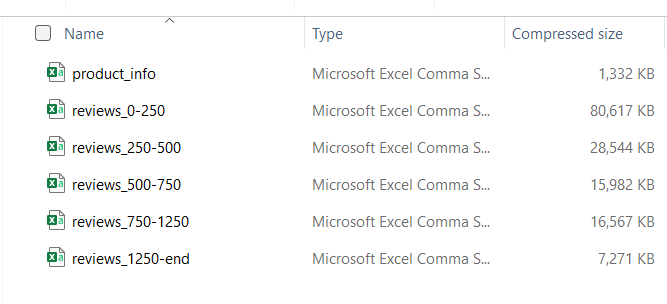 Name Type Compressed size
product_info Microsoft Excel Comma S... 1,332 KB
reviews_0-250 Microsoft Excel Comma S... 80,617 KB
reviews_250-500 Microsoft Excel Comma S... 28,544 KB
reviews_500-750 Microsoft Excel Comma S... 15,982 KB
reviews_750-1250 Microsoft Excel Comma S... 16,567 KB
reviews_1250-end Microsoft Excel Comma S... 7,271 KB